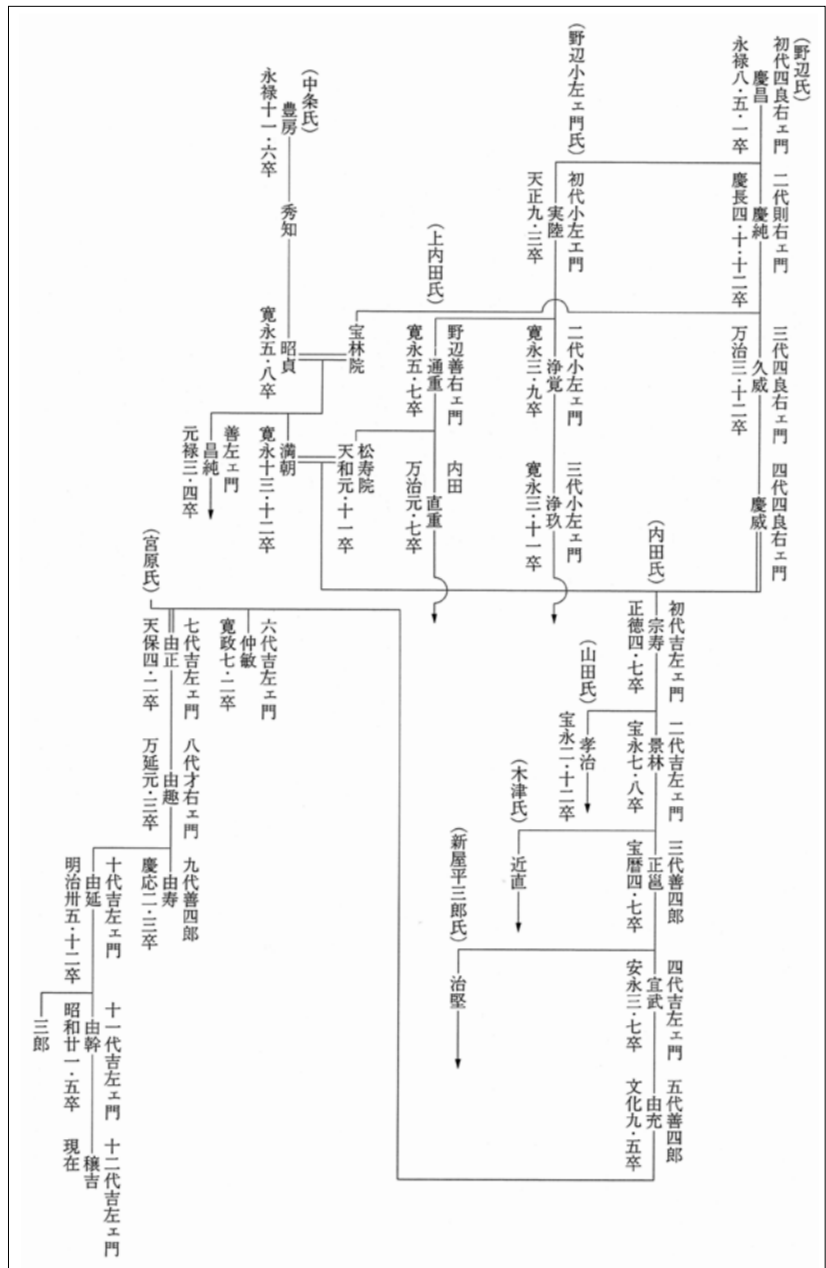 (野辺氏)
初代四良右ェ門
慶昌
永禄八・五・一卒
二代則右ェ門
慶純
慶長四・十・十二卒
三代四良右ェ門
久威
万治三・十二卒
四代四良右ェ門
慶威
(野辺小左ェ門氏)
初代小左ェ門
実陸
天正九・三卒
二代小左ェ門
浄覚
寛永三・九卒
三代小左ェ門
浄玖
寛永三・十一卒
(上内田氏)
野辺善右ェ門
通重
寛永五・七卒
内田
直重
万治元・七卒
(中条氏)
豊房
永禄十一・六卒
秀知
宝林院
昭貞
寛永五・八卒
松寿院
天和元・十一卒
満朝
寛永十三・十二卒
善左ェ門
昌純
元禄三・四卒
(内田氏)
初代吉左ェ門
宗寿
正徳四・七卒
二代吉左ェ門
景林
宝永七・八卒
三代善四郎
正邑
宝暦四・七卒
四代吉左ェ門
宜武
安永三・七卒
五代善四郎
由充
文化九・五卒
(山田氏)
孝治
宝永二・十二卒
(木津氏)
近直
(新屋平三郎氏)
治堅
(宮原氏)
六代吉左ェ門
仲敏
寛政七・二卒
七代吉左ェ門
由正
天保四・二卒
八代才右ェ門
由趣
万延元・三卒
九代善四郎
由寿
慶応二・三卒
十代吉左ェ門
由延
明治卅五・十二卒
十一代吉左ェ門
由幹
昭和廿一・五卒
三郎
十二代吉左ェ門
穣吉
現在